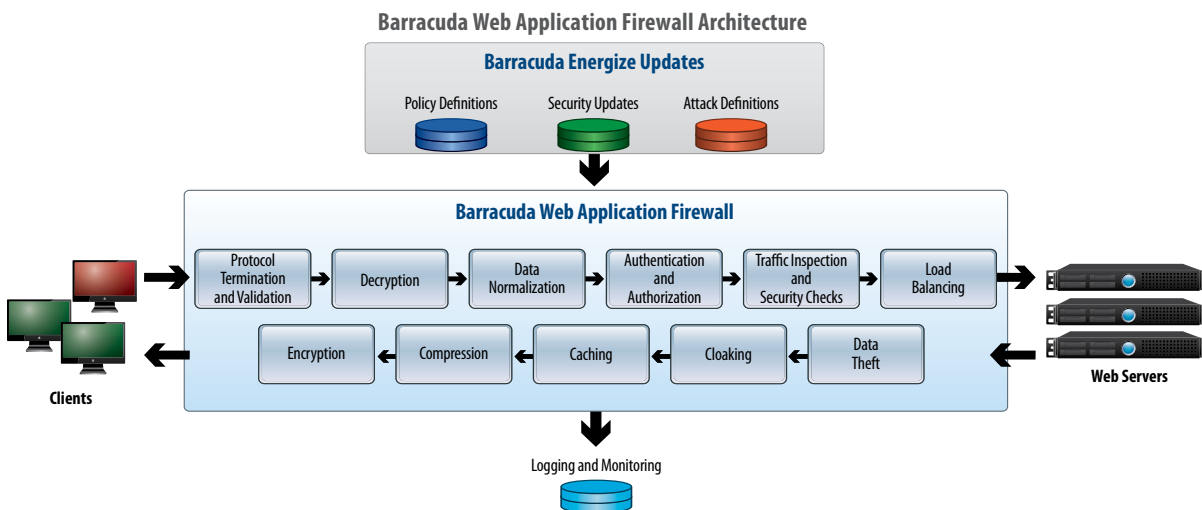 Barracuda Web Application Firewall Architecture
Barracuda Energize Updates
Policy Definitions
Security Updates
Attack Definitions
Barracuda Web Application Firewall
Protocol
Termination
and Validation
Decryption
Data
Normalization
Authentication
and
Authorization
Traffic Inspection
and
Security Checks
Load
Balancing
Encryption
Compression
Caching
Cloaking
Data
Theft
Clients
Web Servers
Logging and Monitoring